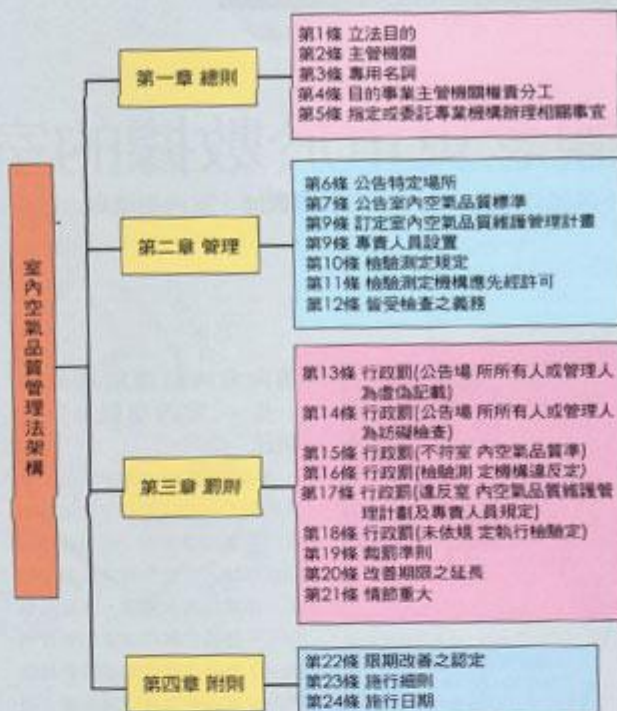 室內空氣品質管理法架構
第一章 總則
第1條 立法目的
第2條 主管機關
第3條 專用名詞
第4條 目的事業主管機關權責分工
第5條 指定或委託專業機構辦理相關事宜
第二章 管理
第6條 公告特定場所
第7條 公告室內空氣品質標準
第9條 訂定室內空氣品質維護管理計畫
第9條 專責人員設置
第10條 檢驗測定規定
第11條 檢驗測定機構應先經許可
第12條 皆受檢查之義務
第三章 罰則
第13條 行政罰(公告場 所所有人或管理人
為虛偽記載)
第14條 行政罰(公告場 所所有人或管理人
為妨礙檢查)
第15條 行政罰(不符室 內空氣品質準)
第16條 行政罰(檢驗測 定機構違反定)
第17條 行政罰(違反室 內空氣品質維護管
理計劃及專責人員規定)
第18條 行政罰(未依規 定執行檢驗定)
第19條 裁罰準則
第20條 改善期限之延長
第21條 情節重大
第四章 附則
第22條 限期改善之認定
第23條 施行細則
第24條 施行日期